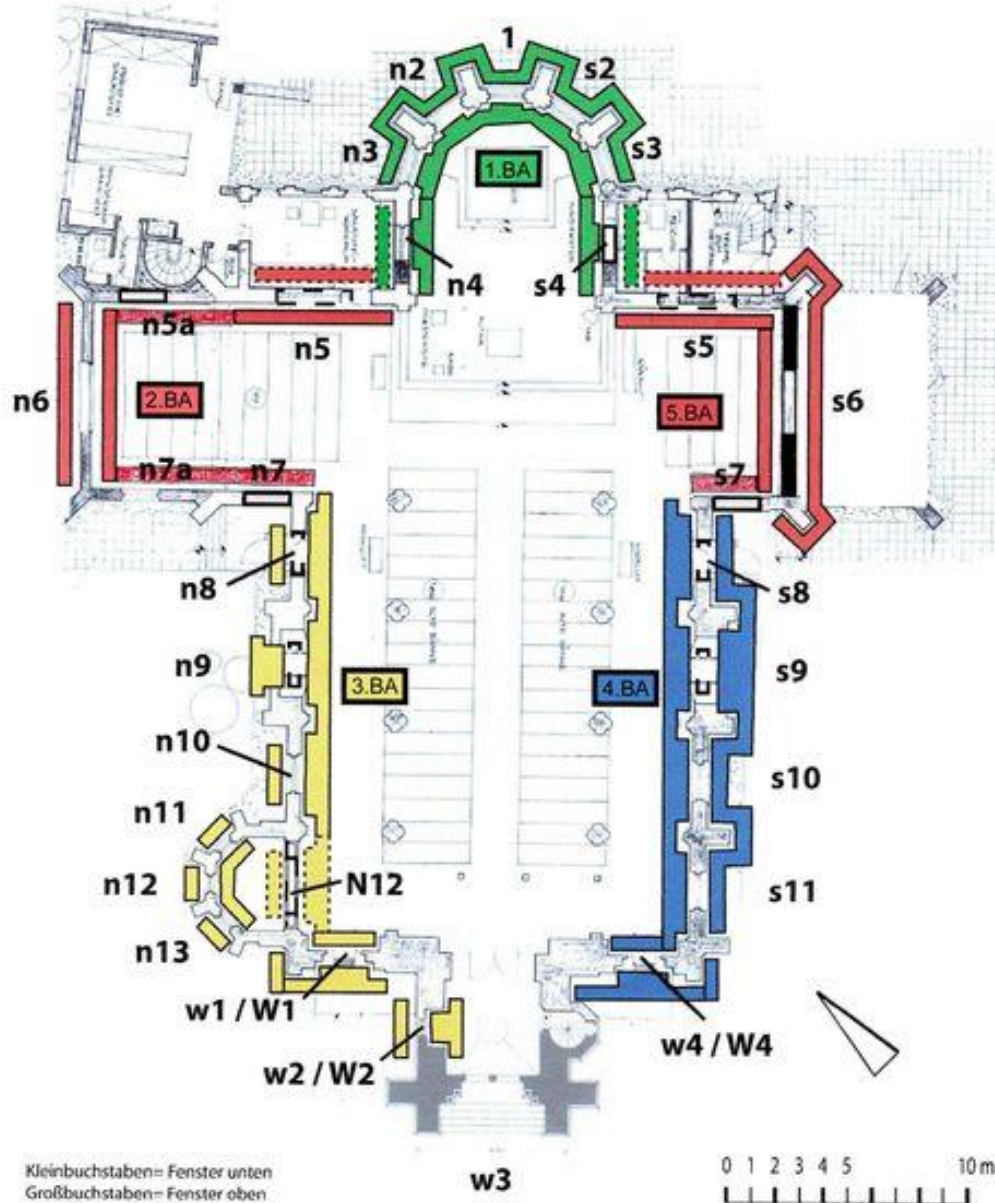 1
n2
s2
n3
s3
1.BA
n4
s4
n5a
n5
s5
n6
2.BA
5.BA
s6
n7a
n7
s7
n8
s8
n9
3.BA
4.BA
s9
n10
s10
n11
n12
N12
s11
n13
w1 / W1
w4 / W4
w2 / W2
w3
Kleinbuchstaben= Fenster unten
Großbuchstaben= Fenster oben
0 1 2 3 4 5 10 m